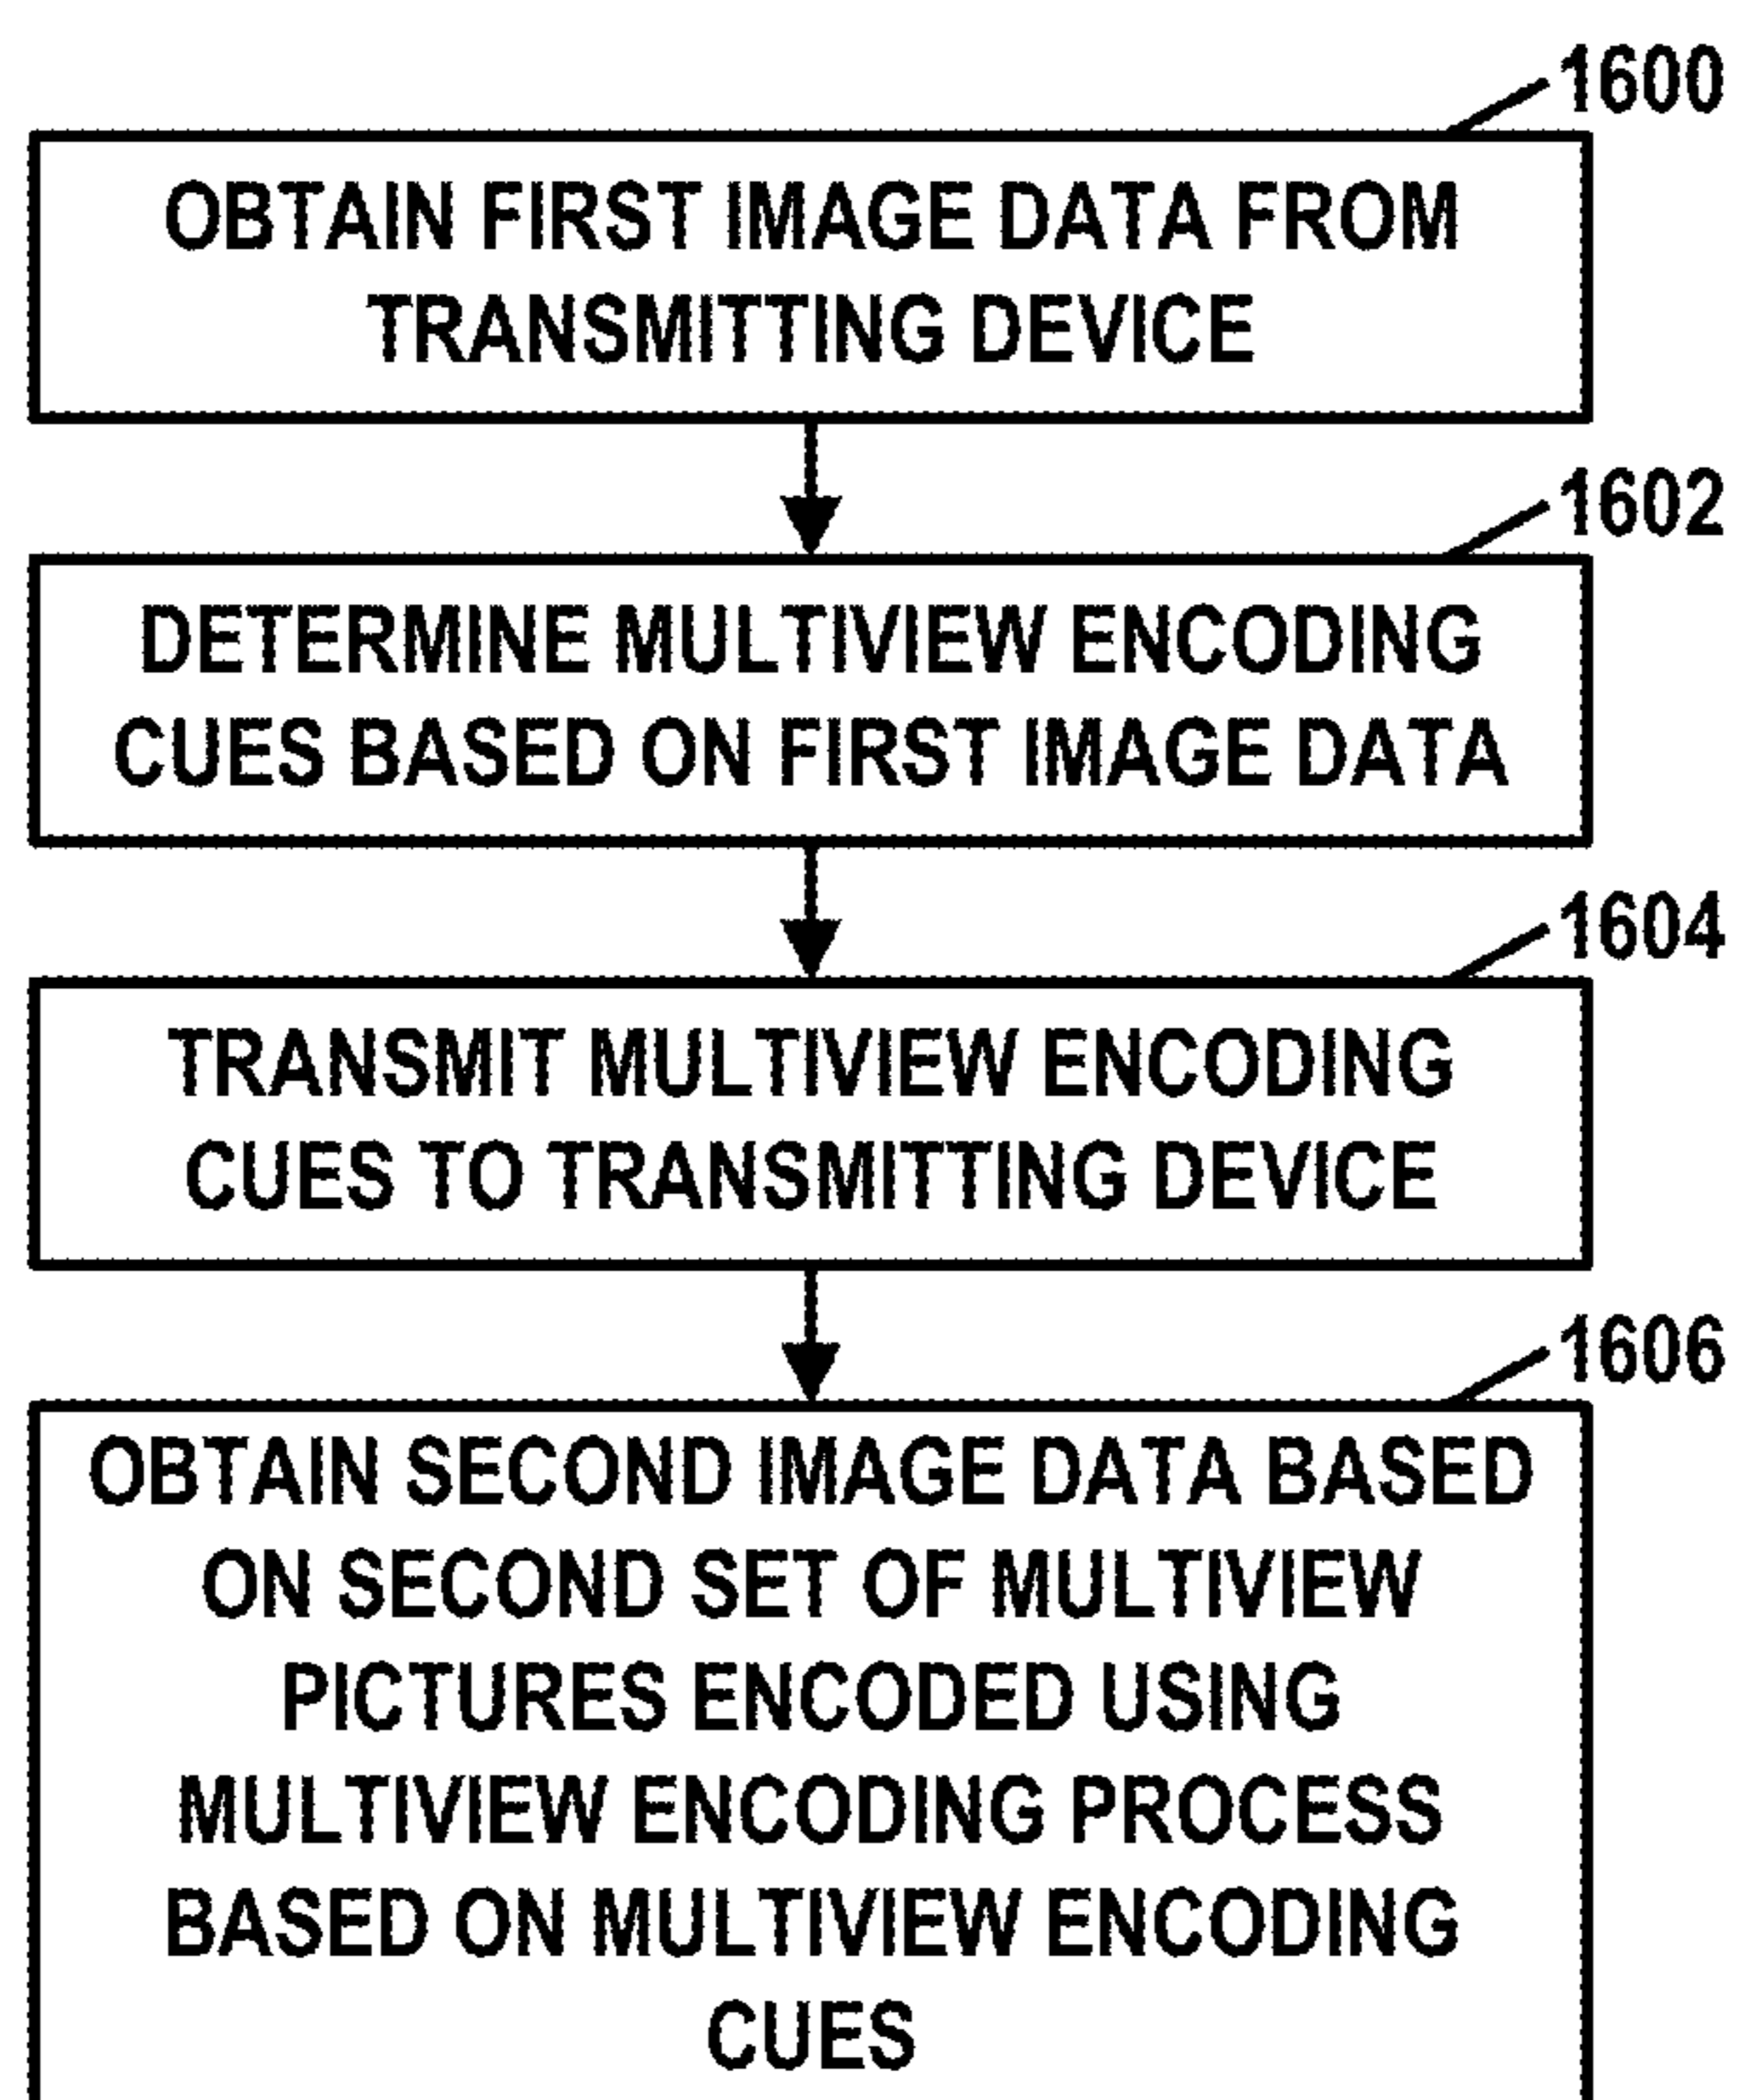 1600
OBTAIN FIRST IMAGE DATA FROM
TRANSMITTING DEVICE
1602
DETERMINE MULTIVIEW ENCODING
CUES BASED ON FIRST IMAGE DATA
1604
TRANSMIT MULTIVIEW ENCODING
CUES TO TRANSMITTING DEVICE
1606
OBTAIN SECOND IMAGE DATA BASED
ON SECOND SET OF MULTIVIEW
PICTURES ENCODED USING
MULTIVIEW ENCODING PROCESS
BASED ON MULTIVIEW ENCODING
CUES